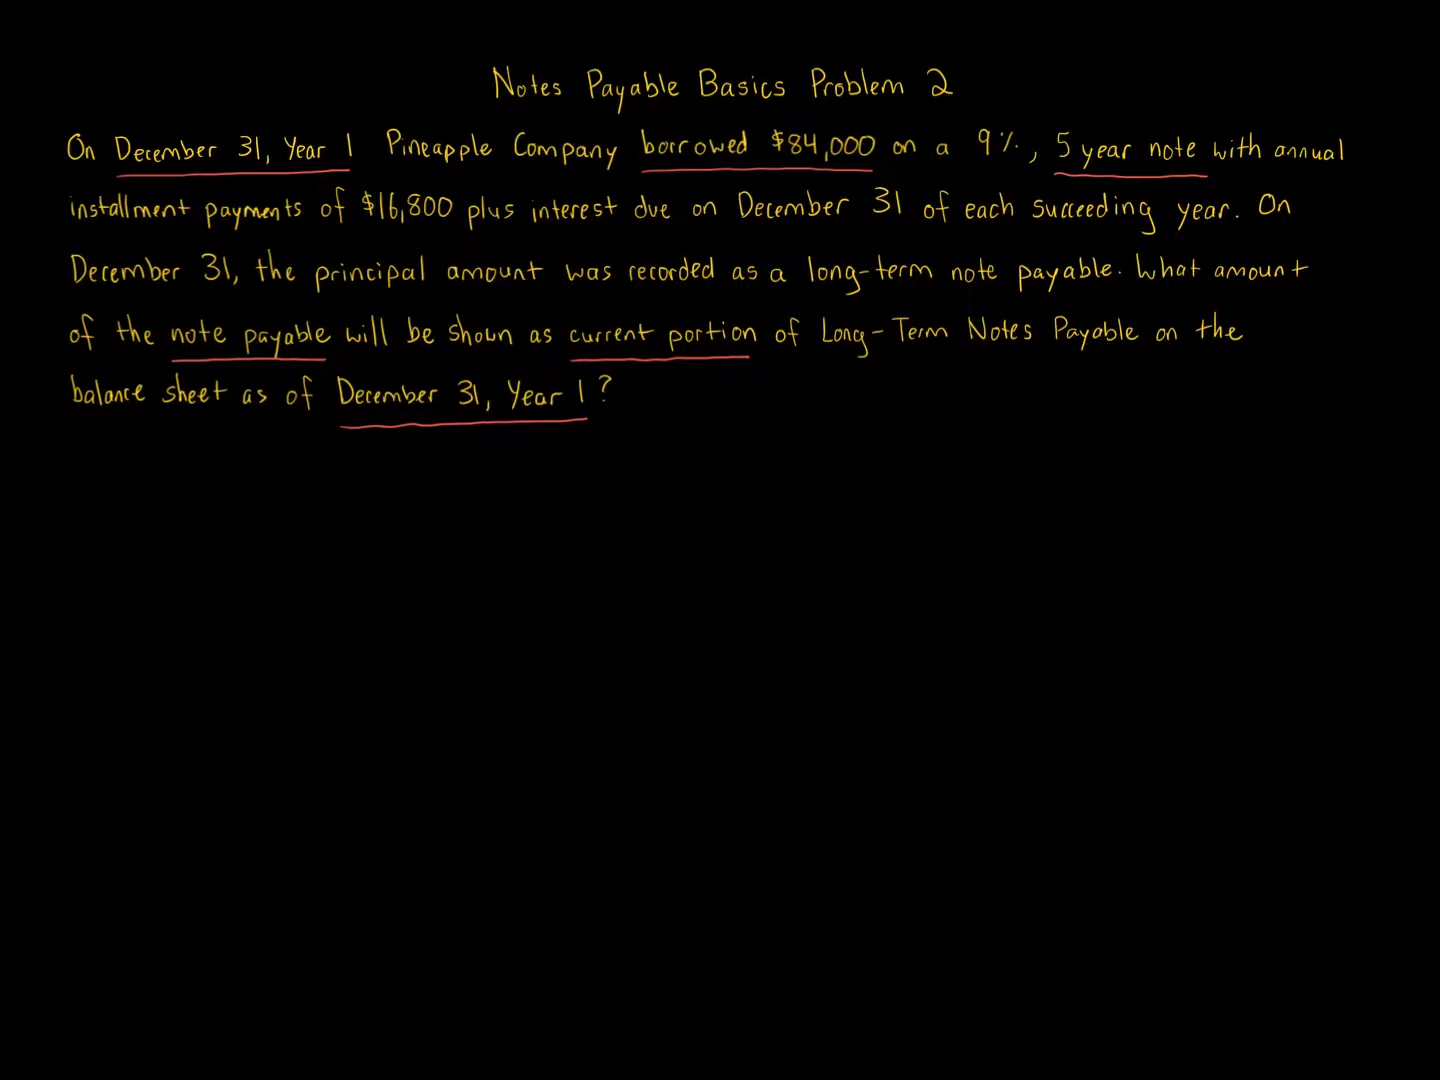 Notes Payable Basics Problem 2
On December 31, Year 1 Pineapple Company borrowed $84,000 on a 9%, 5 year note with annual
installment payments of $16,800 plus interest due on December 31 of each succeeding year. On
December 31, the principal amount was recorded as a long-term note payable. What amount
of the note payable will be shown as current portion of Long-Term Notes Payable on the
balance sheet as of December 31, Year 1?